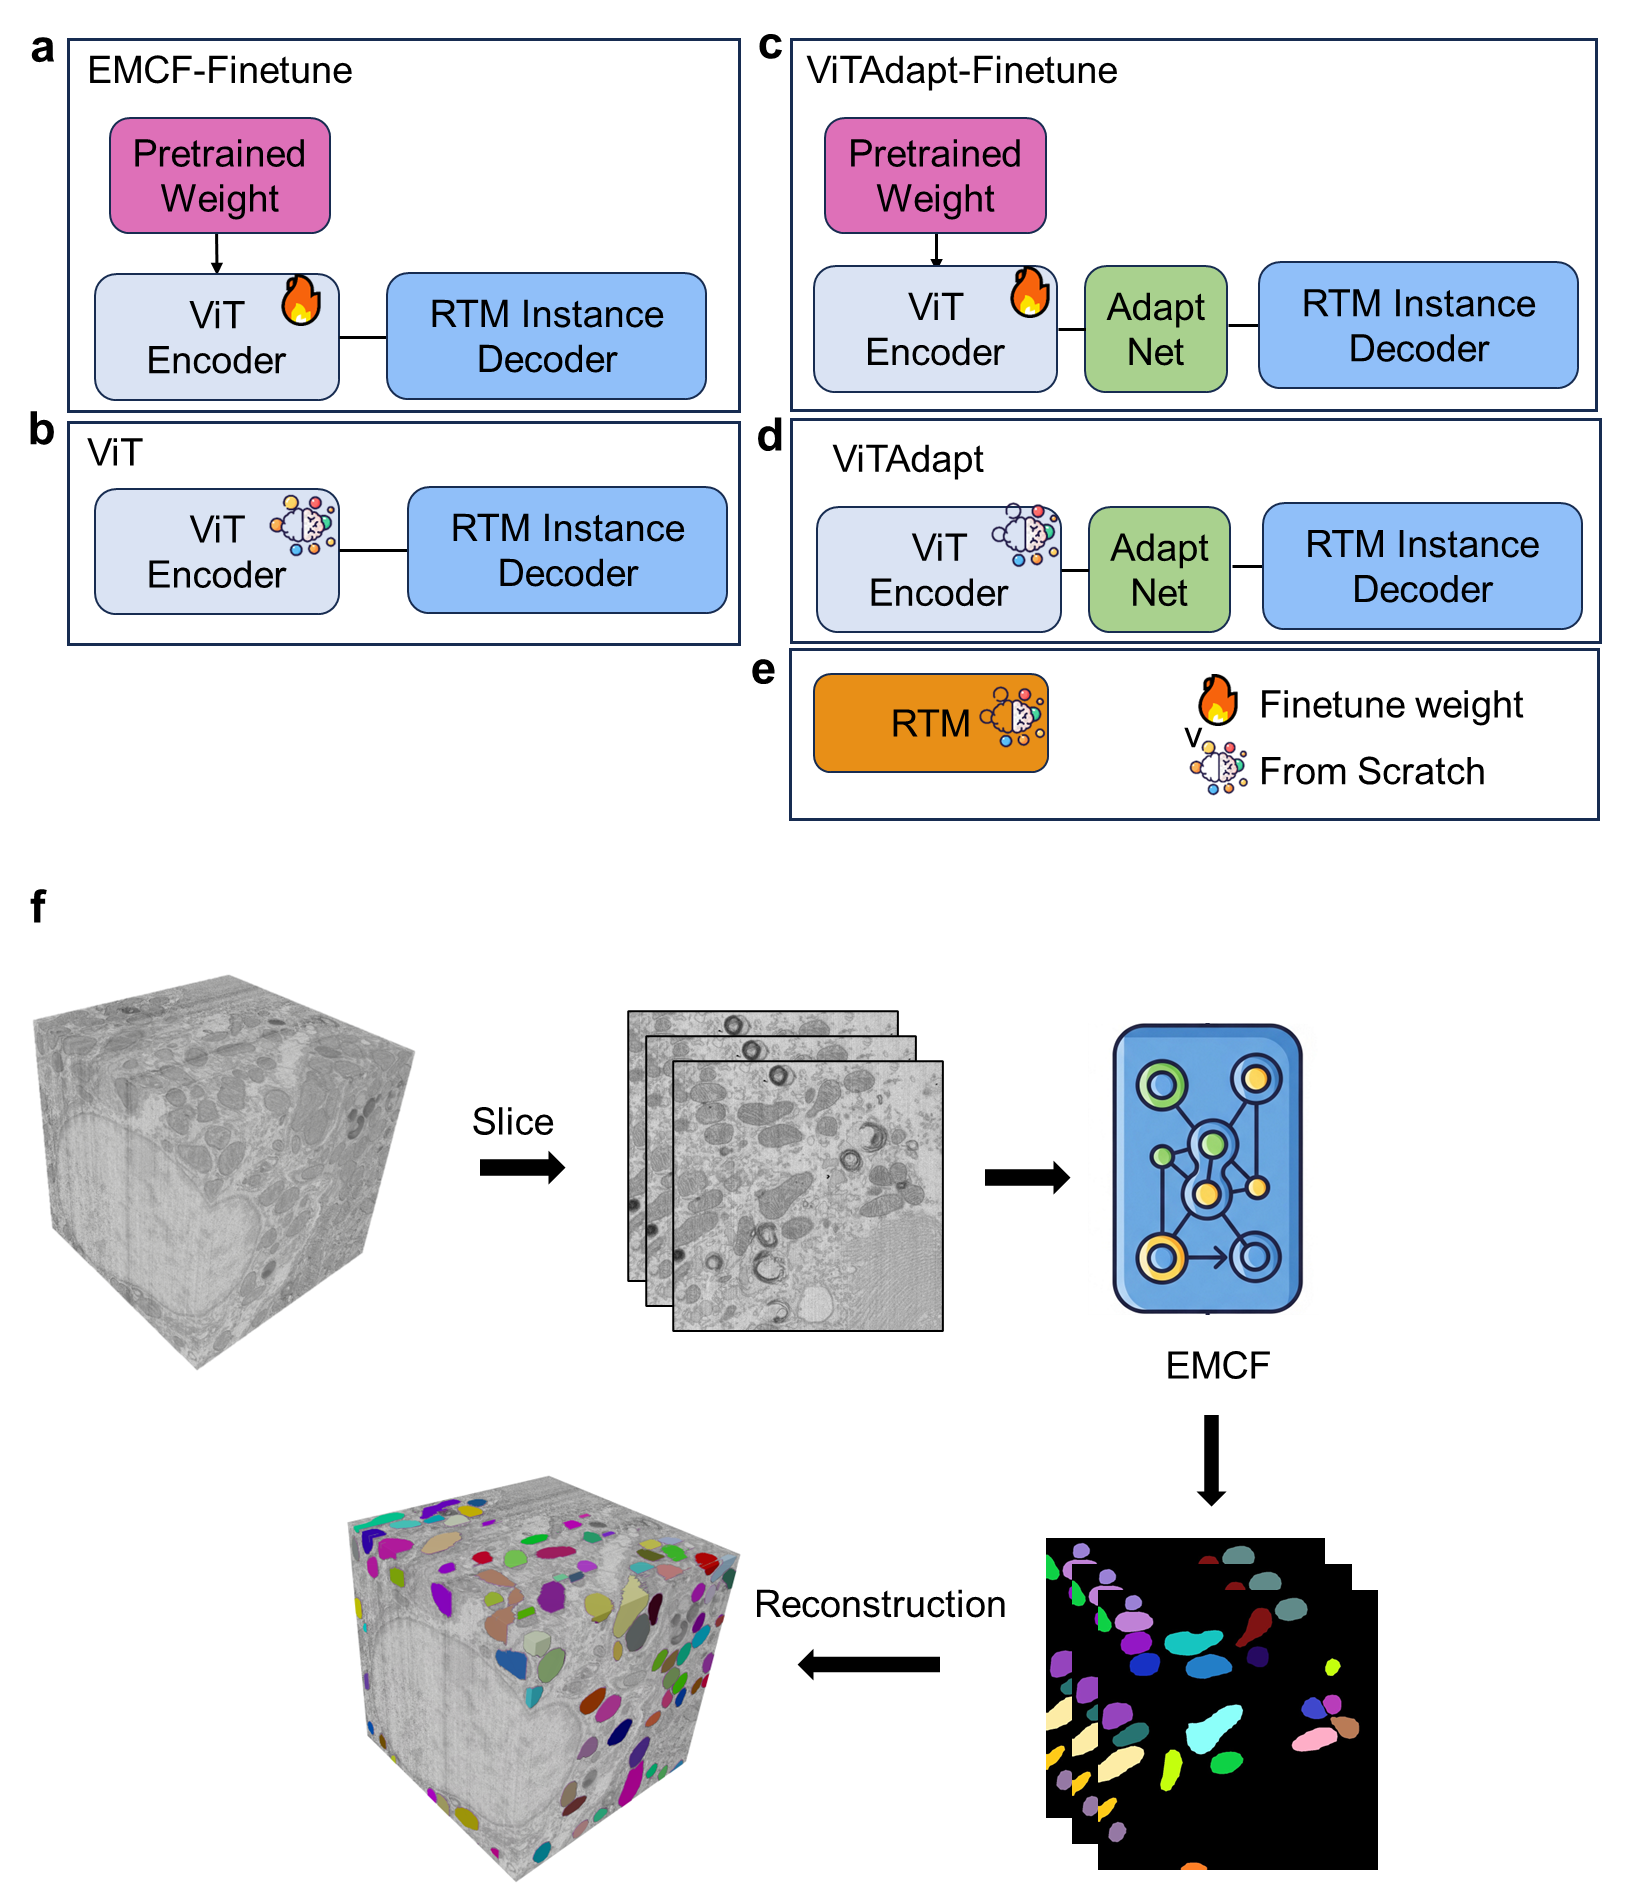 a
EMCF-Finetune
Pretrained
Weight
ViT
Encoder
RTM Instance
Decoder
b
ViT
ViT
Encoder
RTM Instance
Decoder
c
ViTAdapt-Finetune
Pretrained
Weight
ViT
Encoder
Adapt
Net
RTM Instance
Decoder
d
ViTAdapt
ViT
Encoder
Adapt
Net
RTM Instance
Decoder
e
RTM
Finetune weight
v
From Scratch
f
Slice
EMCF
Reconstruction